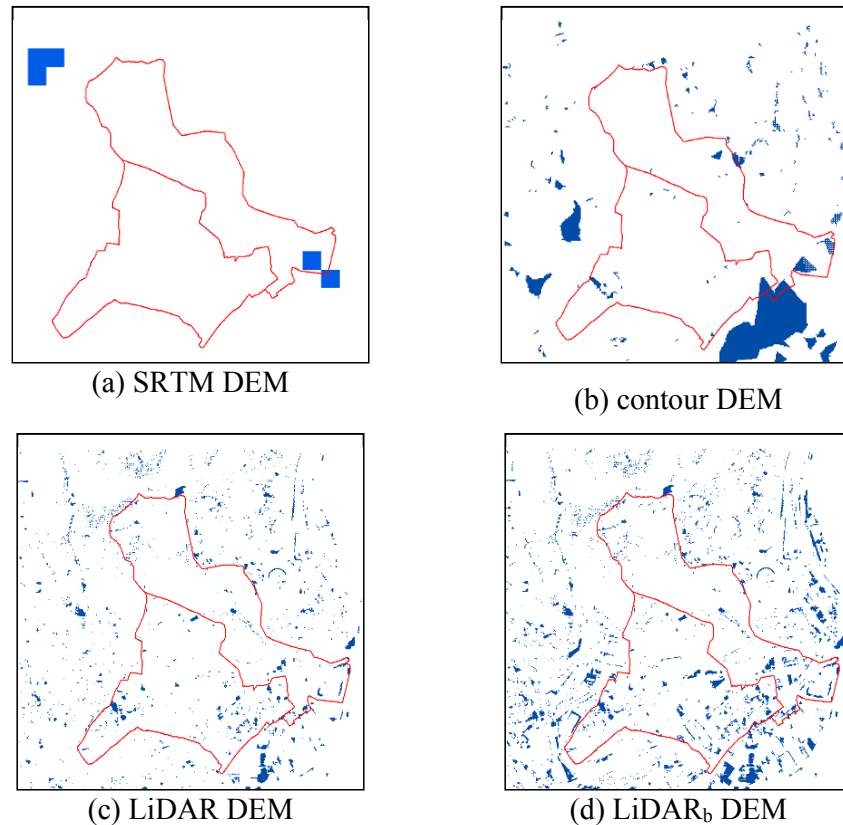 (a) SRTM DEM
(b) contour DEM
(c) LiDAR DEM
(d) LiDAR_b DEM